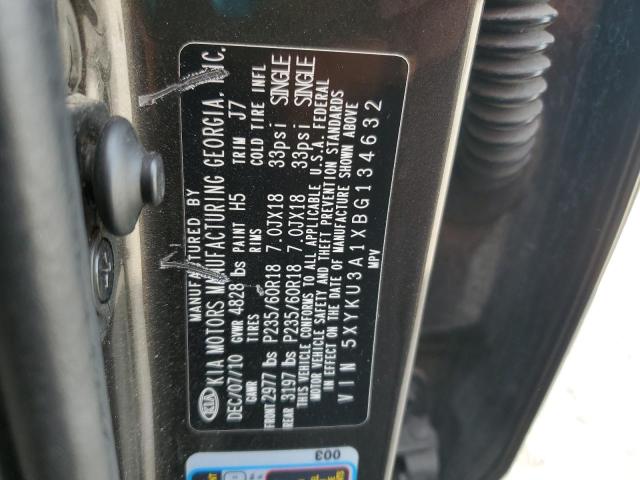 MANUFACTURED BY
KIA KIA MOTORS MANUFACTURING GEORGIA,
DEC/07/10 GVWR 4828 lbs PAINT H5 TRIM J7
GAWR TIRES RIMS COLD TIRE INFL
FRONT 2977 lbs P235/60R18 7.0JX18 33psi SINGLE
REAR 3197 lbs P235/60R18 7.0JX18 33psi SINGLE
THIS VEHICLE CONFORMS TO ALL APPLICABLE U.S.A. FEDERAL
MOTOR VEHICLE SAFETY AND THEFT PREVENTION STANDARDS
IN EFFECT ON THE DATE OF MANUFACTURE SHOWN ABOVE
VIN 5XYKU3A1XBG134632
MPV
003